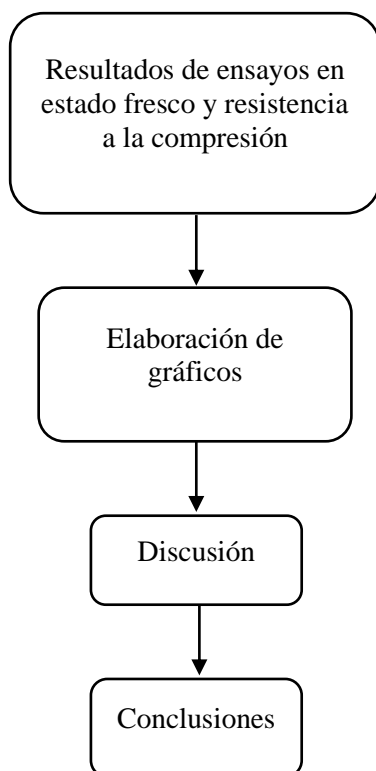 Resultados de ensayos en
estado fresco y resistencia
a la compresión
Elaboración de
gráficos
Discusión
Conclusiones